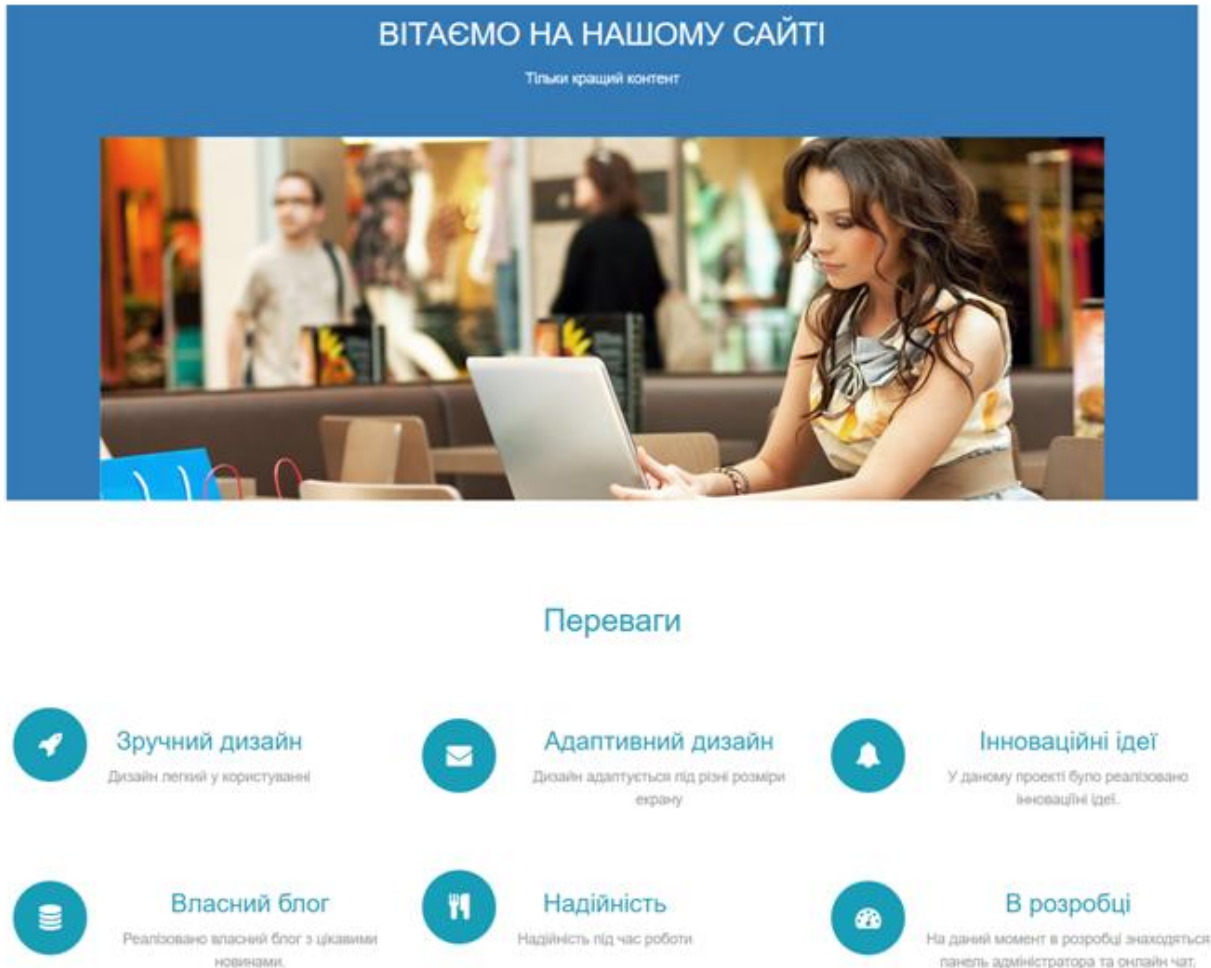 ВІТАЄМО НА НАШОМУ САЙТІ
Тільки кращий контент
Переваги
Зручний дизайн
Дизайн легкий у користуванні
Адаптивний дизайн
Дизайн адаптується під різні розміри
екрану
Інноваційні ідеї
У даному проекті було реалізовано
інноваційні ідеї.
Власний блог
Реалізовано власний блог з цікавими
новинами.
Надійність
Надійність під час роботи
В розробці
На даний момент в розробці знаходяться
панель адміністратора та онлайн чат.